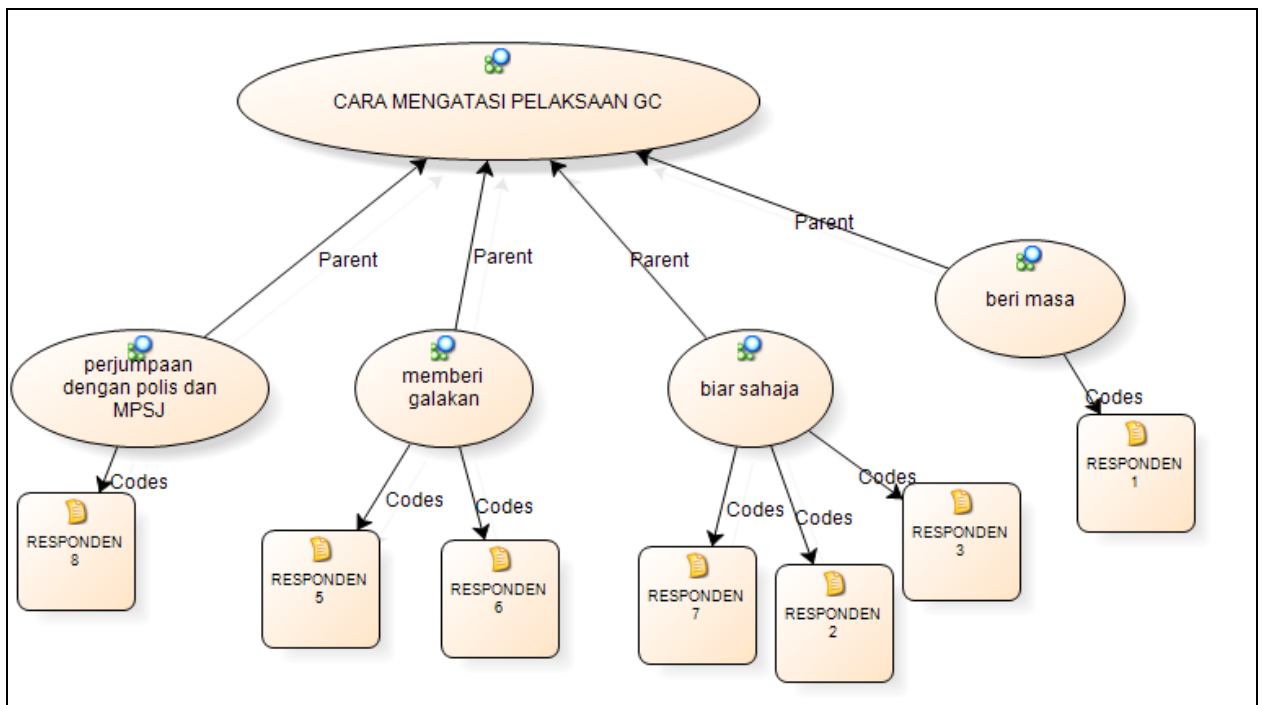 CARA MENGATASI PELAKSAAN GC
Parent
Parent
Parent
Parent
beri masa
perjumpaan
dengan polis dan
MPSJ
memberi
galakan
biar sahaja
Codes
Codes
Codes
Codes
Codes
Codes
Codes
RESPONDEN
8
RESPONDEN
5
RESPONDEN
6
RESPONDEN
7
RESPONDEN
2
RESPONDEN
3
RESPONDEN
1